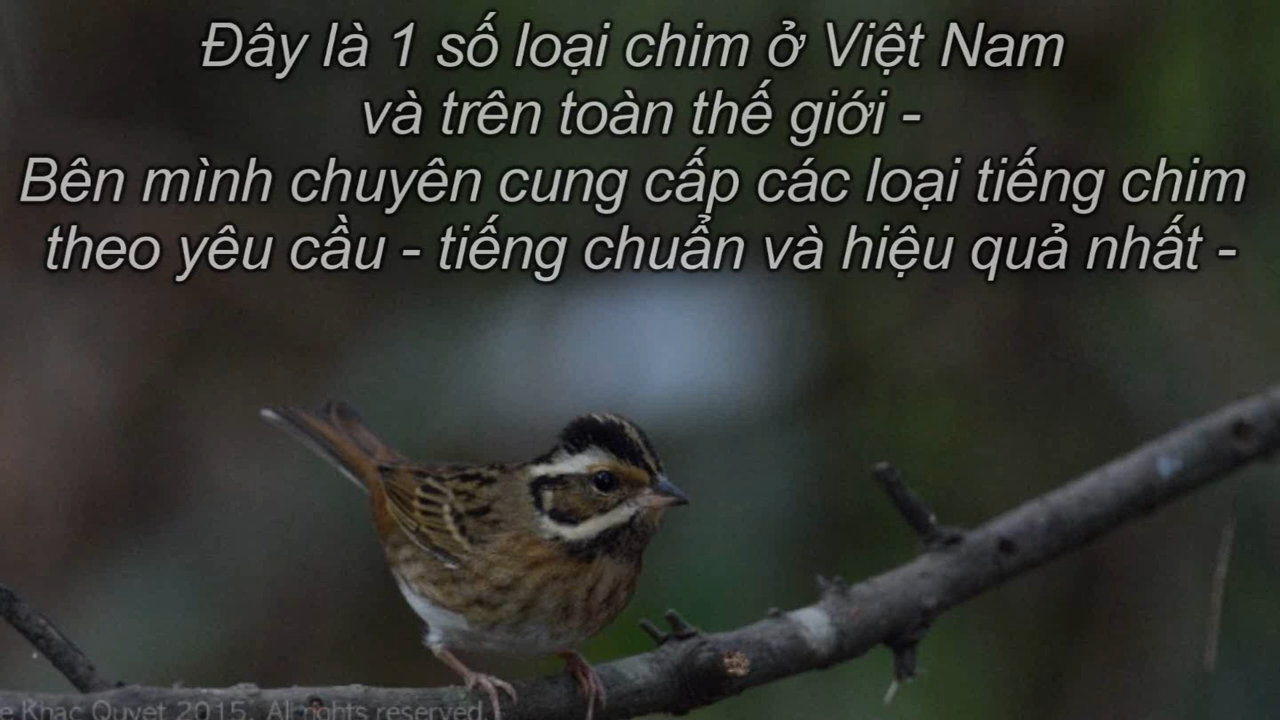 Đây là 1 số loại chim ở Việt Nam
và trên toàn thế giới -
Bên mình chuyên cung cấp các loại tiếng chim
theo yêu cầu - tiếng chuẩn và hiệu quả nhất -
e Khac Quyet 2015. All rights reserved.